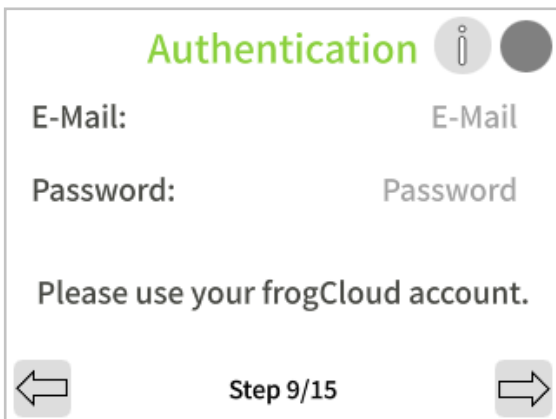 Authentication i
E-Mail: E-Mail
Password: Password
Please use your frogCloud account.
Step 9/15